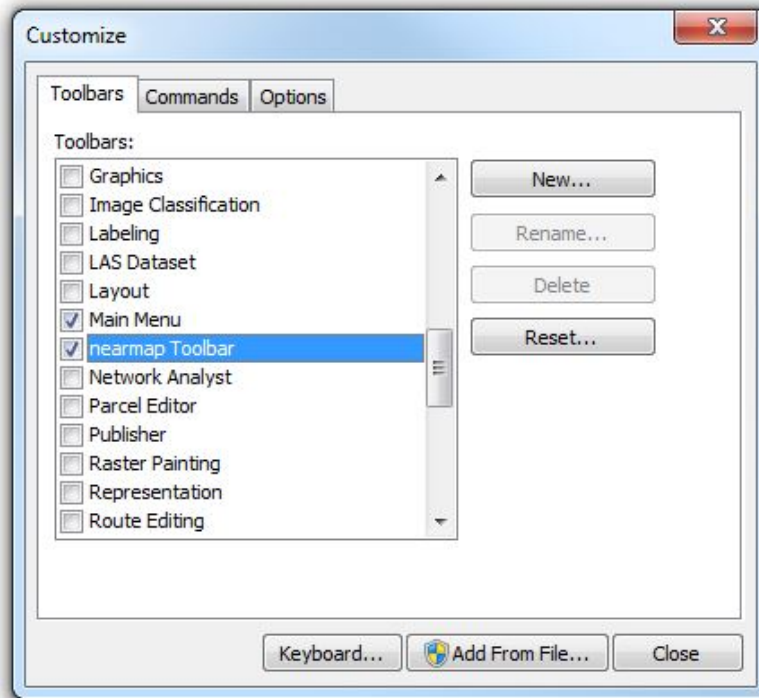 Customize
Toolbars Commands Options
Toolbars:
Graphics
Image Classification
Labeling
LAS Dataset
Layout
Main Menu
nearmap Toolbar
Network Analyst
Parcel Editor
Publisher
Raster Painting
Representation
Route Editing
New...
Rename...
Delete
Reset...
Keyboard... Add From File... Close